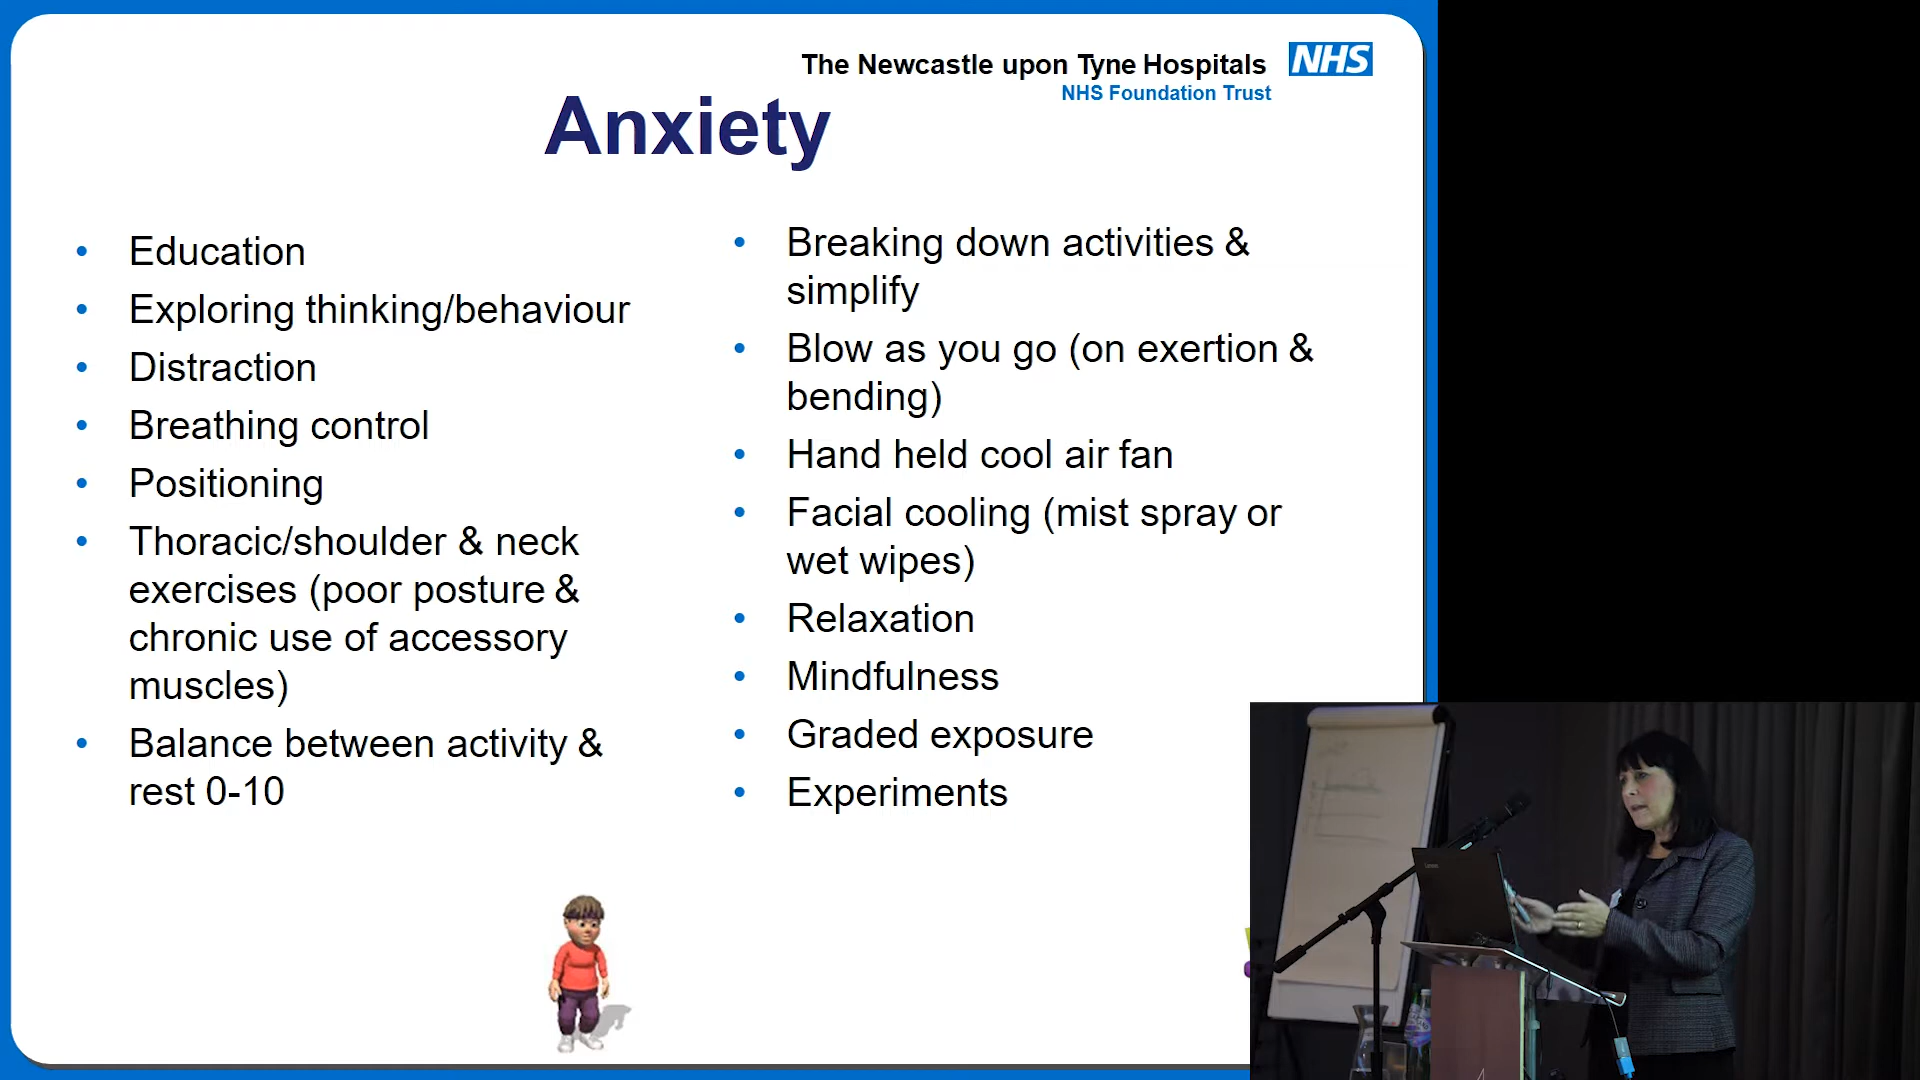 The Newcastle upon Tyne Hospitals NHS
NHS Foundation Trust
Anxiety
• Education
• Exploring thinking/behaviour
• Distraction
• Breathing control
• Positioning
• Thoracic/shoulder & neck
exercises (poor posture &
chronic use of accessory
muscles)
• Balance between activity &
rest 0-10
• Breaking down activities &
simplify
• Blow as you go (on exertion &
bending)
• Hand held cool air fan
• Facial cooling (mist spray or
wet wipes)
• Relaxation
• Mindfulness
• Graded exposure
• Experiments